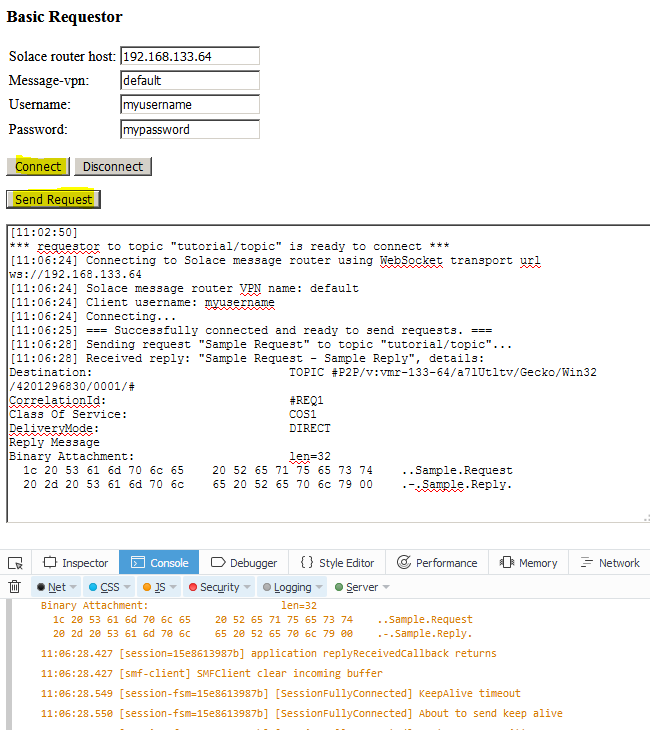 Basic Requestor
Solace router host: 192.168.133.64
Message-vpn: default
Username: myusername
Password: mypassword
Connect Disconnect
Send Request
[11:02:50]
*** requestor to topic "tutorial/topic" is ready to connect ***
[11:06:24] Connecting to Solace message router using WebSocket transport url
ws://192.168.133.64
[11:06:24] Solace message router VPN name: default
[11:06:24] Client username: myusername
[11:06:24] Connecting...
[11:06:25] === Successfully connected and ready to send requests. ===
[11:06:28] Sending request "Sample Request" to topic "tutorial/topic"...
[11:06:28] Received reply: "Sample Request - Sample Reply", details:
Destination: TOPIC #P2P/v:vmr-133-64/a7lUtltv/Gecko/Win32
/4201296830/0001/#
CorrelationId: #REQ1
Class Of Service: COS1
DeliveryMode: DIRECT
Reply Message
Binary Attachment: len=32
1c 20 53 61 6d 70 6c 65 20 52 65 71 75 65 73 74 ..Sample.Request
20 2d 20 53 61 6d 70 6c 65 20 52 65 70 6c 79 00 .-.Sample.Reply.
Inspector Console Debugger { } Style Editor Performance Memory Network
Net CSS JS Security Logging Server
Binary Attachment: len=32
1c 20 53 61 6d 70 6c 65 20 52 65 71 75 65 73 74 ..Sample.Request
20 2d 20 53 61 6d 70 6c 65 20 52 65 70 6c 79 00 .-.Sample.Reply.
11:06:28.427 [session=15e8613987b] application replyReceivedCallback returns
11:06:28.427 [smf-client] SMFClient clear incoming buffer
11:06:28.549 [session-fsm=15e8613987b] [SessionFullyConnected] KeepAlive timeout
11:06:28.550 [session-fsm=15e8613987b] [SessionFullyConnected] About to send keep alive